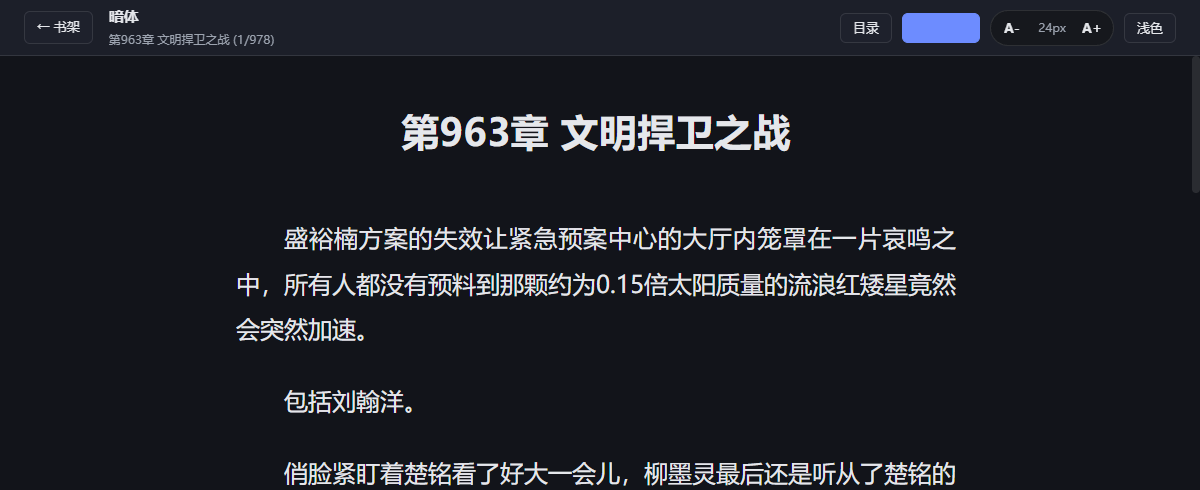 ← 书架
暗体
第963章 文明捍卫之战 (1/978)
目录
A- 24px A+
浅色
第963章 文明捍卫之战
盛裕楠方案的失效让紧急预案中心的大厅内笼罩在一片哀鸣之
中，所有人都没有预料到那颗约为0.15倍太阳质量的流浪红矮星竟然
会突然加速。
包括刘翰洋。
俏脸紧盯着楚铭看了好大一会儿，柳墨灵最后还是听从了楚铭的